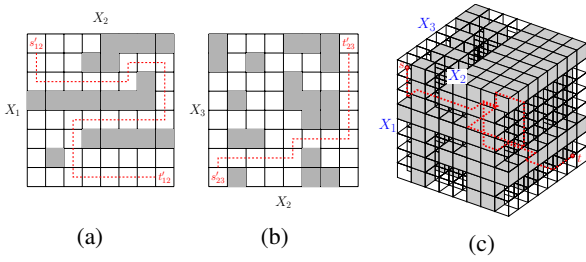 X₂
s′₁₂
X₁
t′₁₂
(a)
t′₂₃
X₃
s′₂₃
X₂
(b)
X₃
s
X₂
X₁
t
(c)